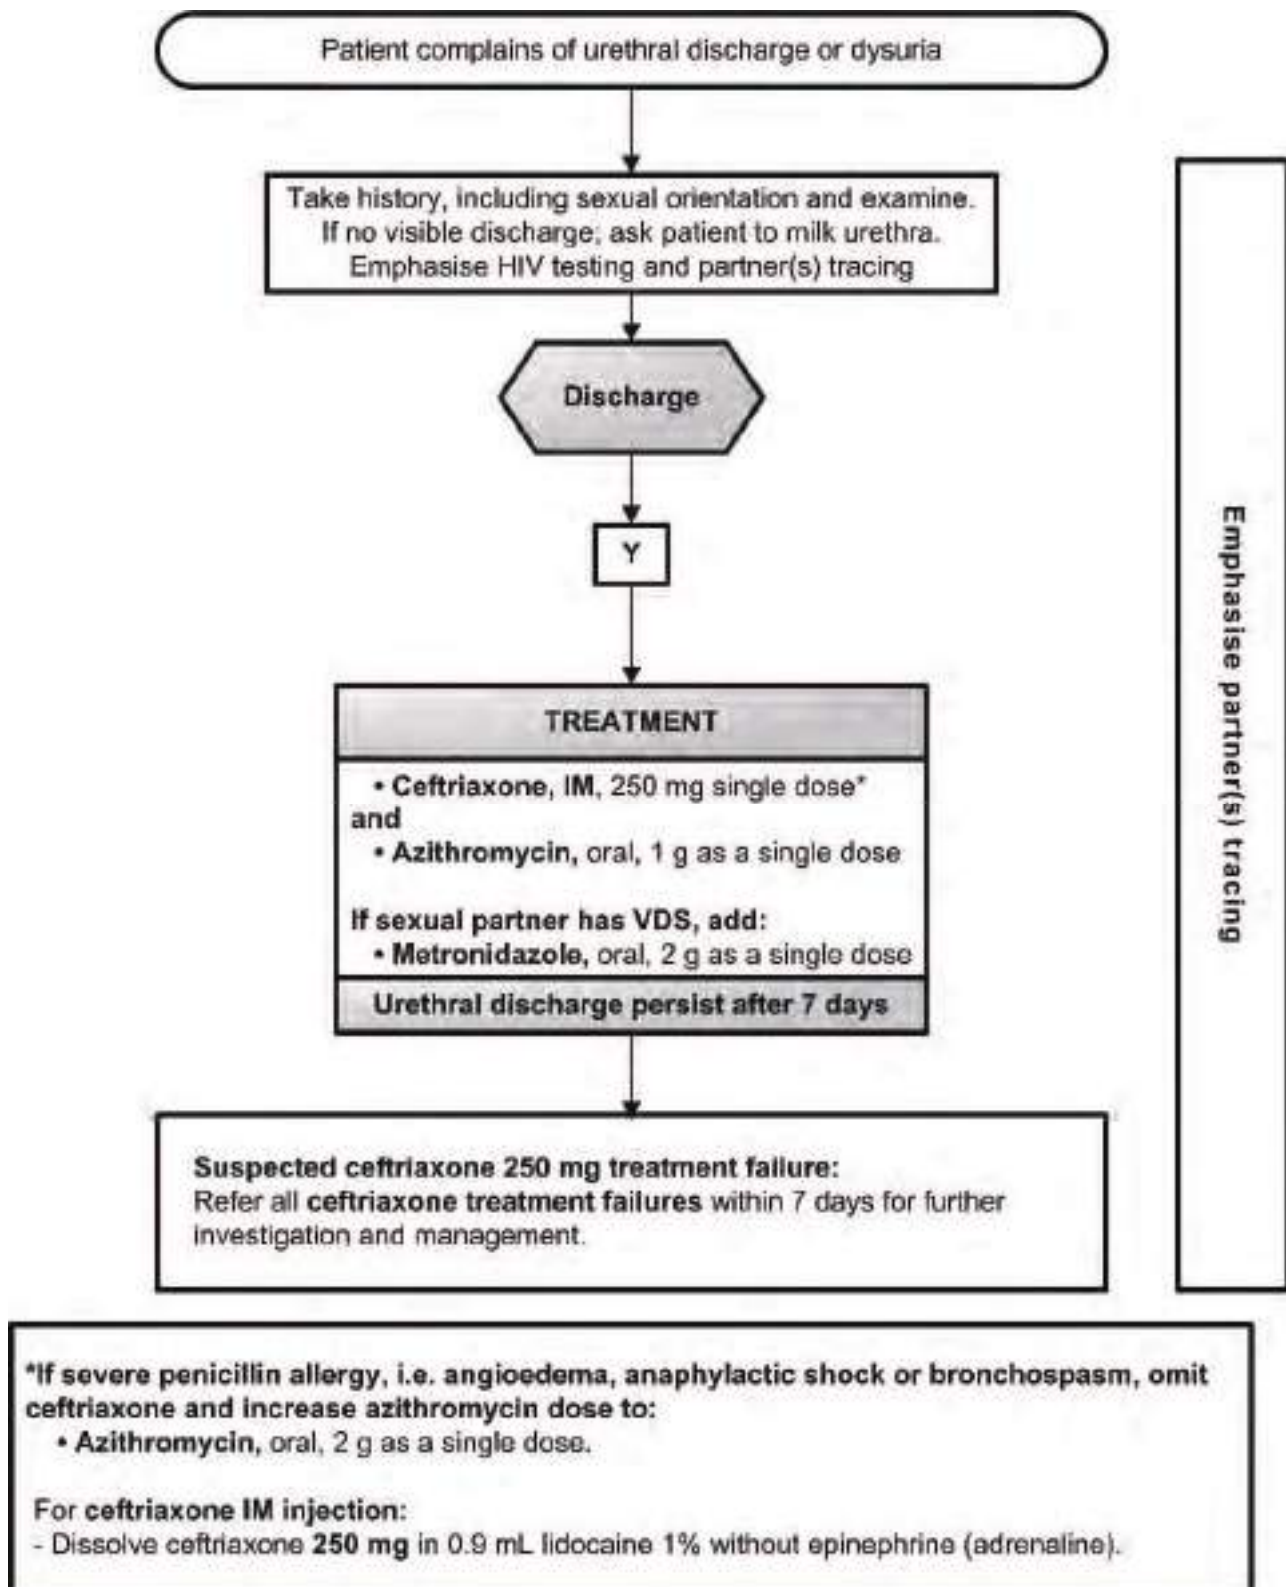 Patient complains of urethral discharge or dysuria
Take history, including sexual orientation and examine.
If no visible discharge; ask patient to milk urethra.
Emphasise HIV testing and partner(s) tracing
Discharge
Y
TREATMENT
• Ceftriaxone, IM, 250 mg single dose*
and
• Azithromycin, oral, 1 g as a single dose
If sexual partner has VDS, add:
• Metronidazole, oral, 2 g as a single dose
Urethral discharge persist after 7 days
Suspected ceftriaxone 250 mg treatment failure:
Refer all ceftriaxone treatment failures within 7 days for further
investigation and management.
Emphasise partner(s) tracing
*If severe penicillin allergy, i.e. angioedema, anaphylactic shock or bronchospasm, omit
ceftriaxone and increase azithromycin dose to:
• Azithromycin, oral, 2 g as a single dose.
For ceftriaxone IM injection:
- Dissolve ceftriaxone 250 mg in 0.9 mL lidocaine 1% without epinephrine (adrenaline).